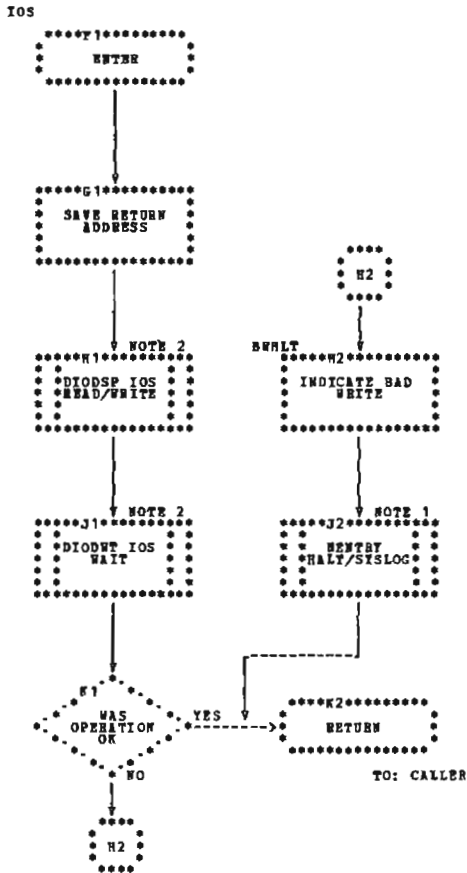 IOS
F1
ENTER
G1
SAVE RETURN
ADDRESS
H2
NOTE 2
H1
DIODSP IOS
READ/WRITE
BWHLT
H2
INDICATE BAD
WRITE
NOTE 2
J1
DIODWT IOS
WAIT
NOTE 1
J2
NENTRY
HALT/SYSLOG
K1
WAS
OPERATION
OK
YES
K2
RETURN
NO
TO: CALLER
H2